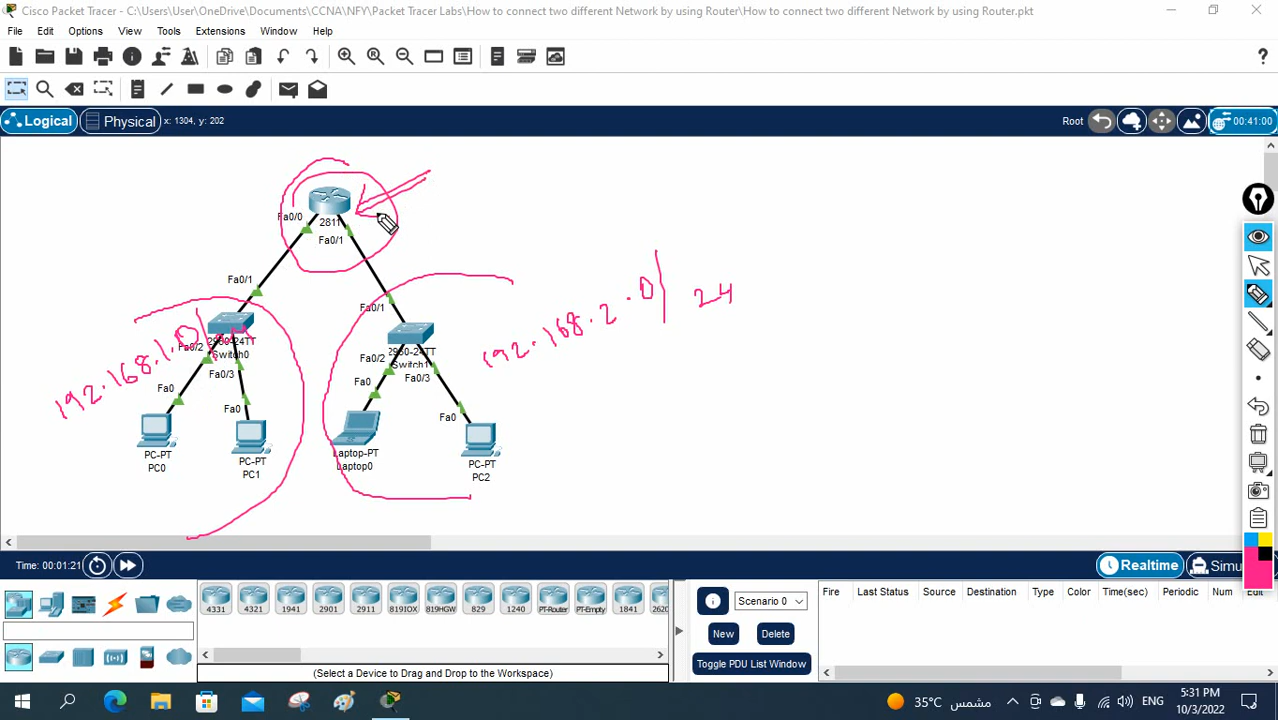 Cisco Packet Tracer - C:\Users\User\OneDrive\Documents\CCNA\NFY\Packet Tracer Labs\How to connect two different Network by using Router\How to connect two different Network by using Router.pkt
File Edit Options View Tools Extensions Window Help
Logical Physical x: 1304, y: 202 Root 00:41:00
Fa0/0
2811
Fa0/1
Fa0/1
Fa0/1
192.168.1.0/
192.168.2.0/ 24
2950-24TT
Switch0
2950-24TT
Switch1
Fa0/2
Fa0/3
Fa0/2
Fa0/3
Fa0
Fa0
Fa0
Fa0
PC-PT
PC0
PC-PT
PC1
Laptop-PT
Laptop0
PC-PT
PC2
Time: 00:01:21 Realtime Simu
4331 4321 1941 2901 2911 819IOX 819HGW 829 1240 PT-Router PT-Empty 1841 2620
Scenario 0
New Delete
Toggle PDU List Window
Fire Last Status Source Destination Type Color Time(sec) Periodic Num Edit
(Select a Device to Drag and Drop to the Workspace)
35°C مشمس ENG 5:31 PM
10/3/2022